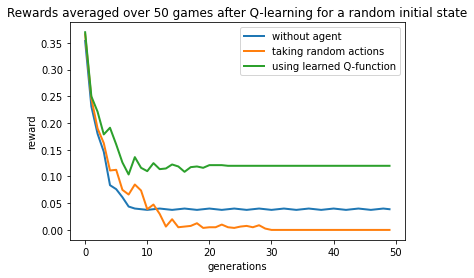 Rewards averaged over 50 games after Q-learning for a random initial state
without agent
taking random actions
using learned Q-function
reward
0.35
0.30
0.25
0.20
0.15
0.10
0.05
0.00
0 10 20 30 40 50
generations